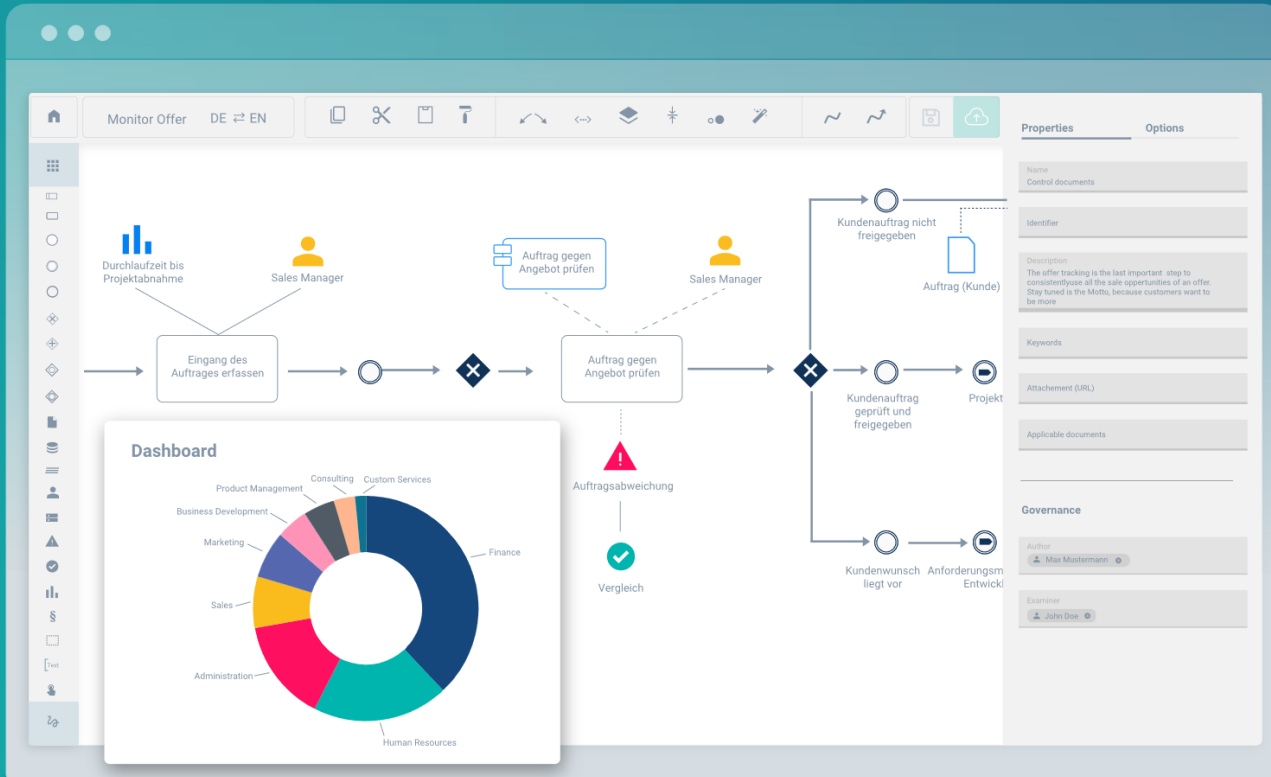 Monitor Offer
DE ⇄ EN
Properties
Options
Name
Control documents
Identifier
Description
The offer tracking is the last important step to
consistentlyuse all the sale oppertunities of an offer.
Stay tuned is the Motto, because customers want to
be more
Keywords
Attachement (URL)
Applicable documents
Governance
Author
Max Mustermann
Examiner
John Doe
Durchlaufzeit bis
Projektabnahme
Sales Manager
Auftrag gegen
Angebot prüfen
Sales Manager
Kundenauftrag nicht
freigegeben
Auftrag (Kunde)
Eingang des
Auftrages erfassen
Auftrag gegen
Angebot prüfen
Kundenauftrag
geprüft und
freigegeben
Projekt
Auftragsabweichung
Vergleich
Kundenwunsch
liegt vor
Anforderungsm
Entwickl
§
[Text
Dashboard
Consulting
Custom Services
Product Management
Business Development
Marketing
Finance
Sales
Administration
Human Resources